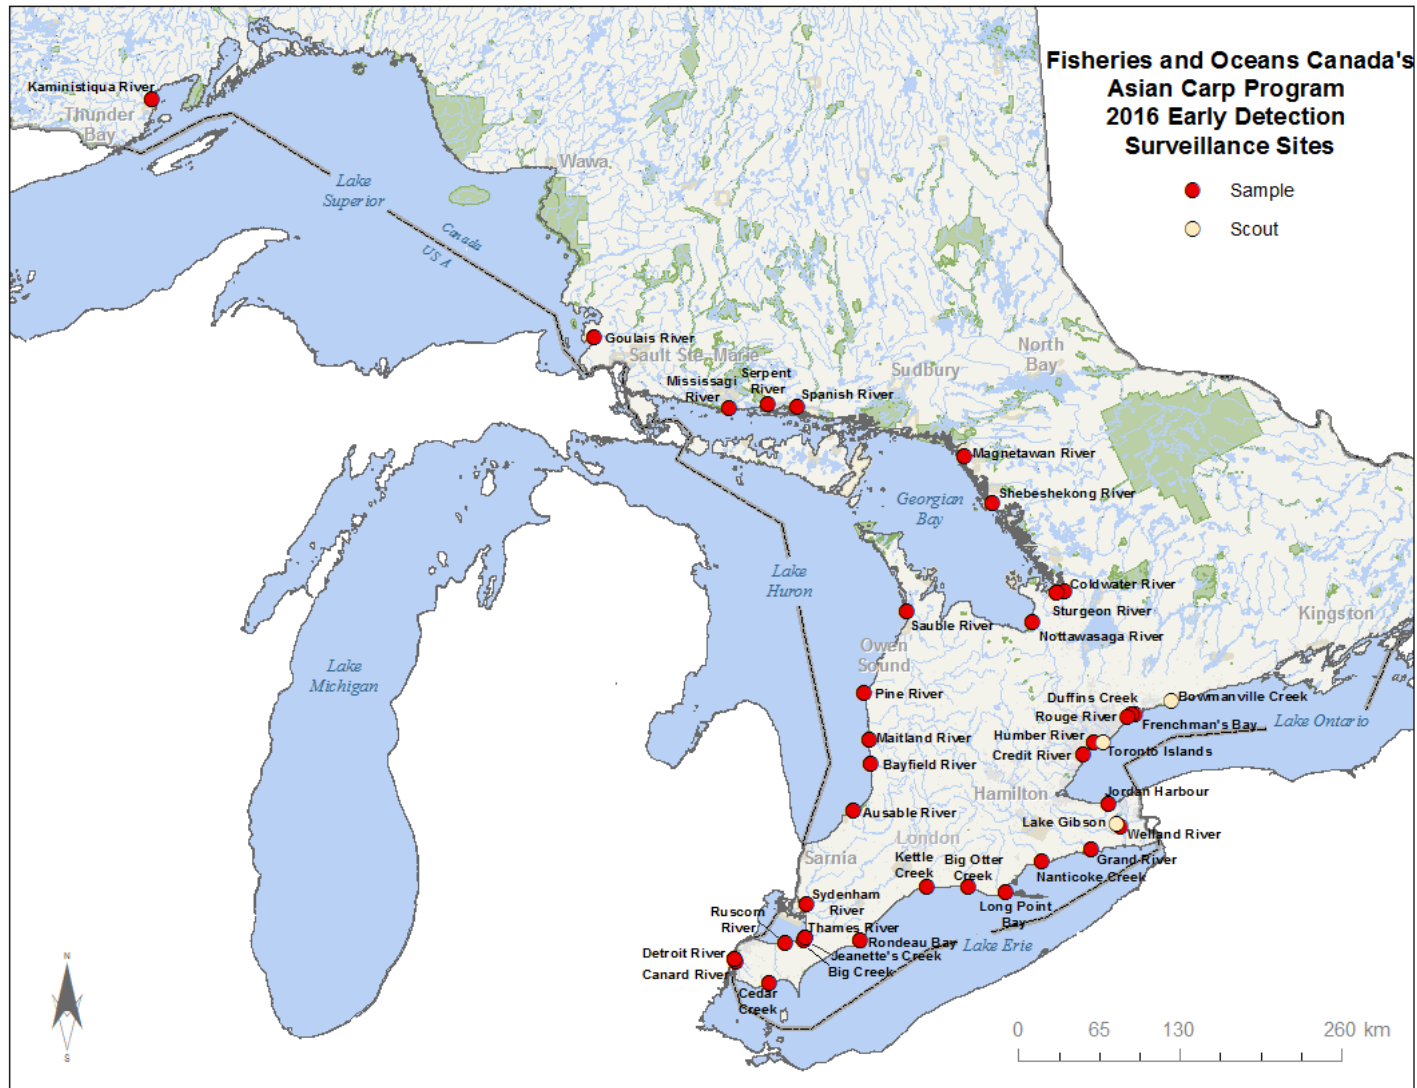 Fisheries and Oceans Canada's
Asian Carp Program
2016 Early Detection
Surveillance Sites
Sample
Scout
Kaministiqua River
Thunder
Bay
Wawa
Lake
Superior
Canada
USA
Goulais River
Sault Ste. Marie
North
Bay
Sudbury
Mississagi
River
Serpent
River
Spanish River
Magnetawan River
Shebeshekong River
Georgian
Bay
Lake
Huron
Coldwater River
Sturgeon River
Nottawasaga River
Kingston
Sauble River
Owen
Sound
Lake
Michigan
Pine River
Duffins Creek
Bowmanville Creek
Rouge River
Frenchman's Bay
Lake Ontario
Humber River
Toronto Islands
Credit River
Maitland River
Bayfield River
Hamilton
Jordan Harbour
Ausable River
Lake Gibson
Welland River
London
Sarnia
Kettle
Creek
Big Otter
Creek
Grand River
Nanticoke Creek
Long Point
Bay
Sydenham
River
Ruscom
River
Thames River
Rondeau Bay
Jeanette's Creek
Big Creek
Lake Erie
Detroit River
Canard River
Cedar
Creek
N
S
0 65 130 260 km